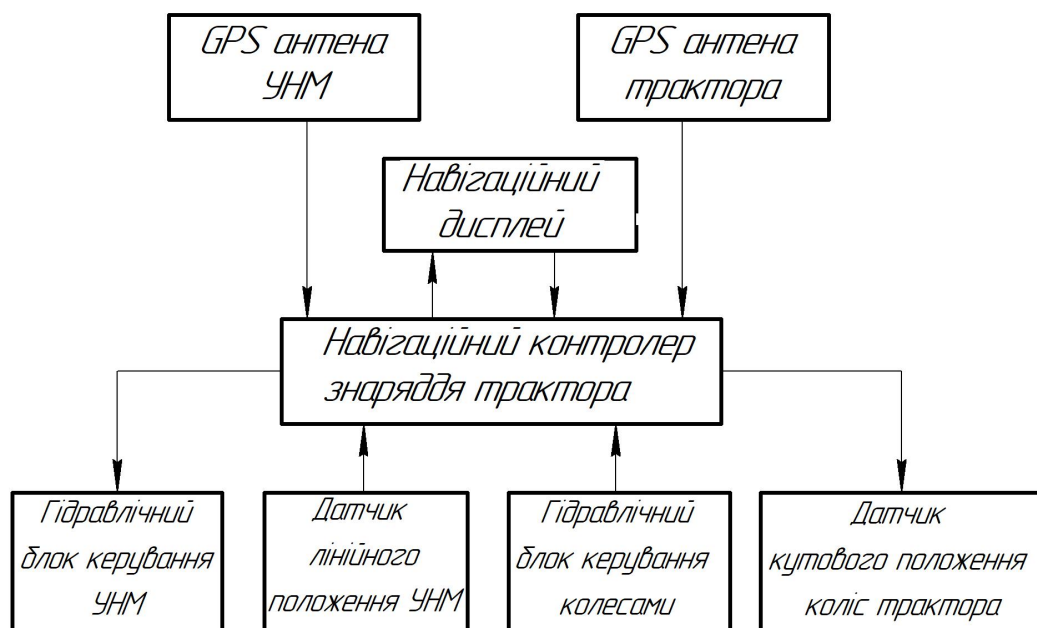 GPS антена
УНМ
GPS антена
трактора
Навігаційний
дисплей
Навігаційний контролер
знаряддя трактора
Гідравлічний
блок керування
УНМ
Датчик
лінійного
положення УНМ
Гідравлічний
блок керування
колесами
Датчик
кутового положення
коліс трактора